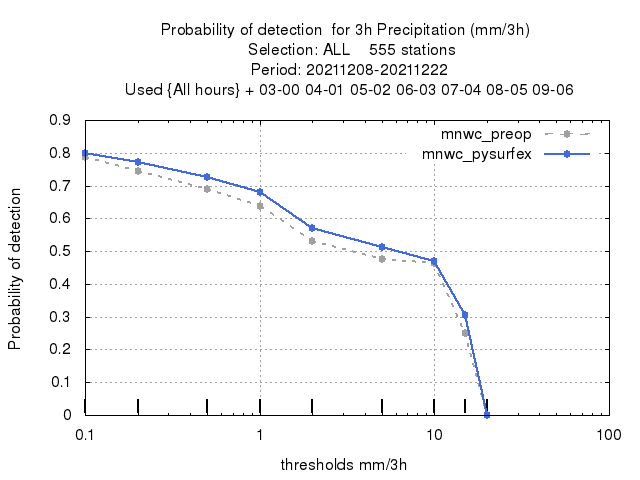 Probability of detection  for 3h Precipitation (mm/3h)
Selection: ALL    555 stations
Period: 20211208-20211222
Used {All hours} + 03-00 04-01 05-02 06-03 07-04 08-05 09-06
mnwc_preop
mnwc_pysurfex
Probability of detection
0.9
0.8
0.7
0.6
0.5
0.4
0.3
0.2
0.1
0
0.1 1 10 100
thresholds mm/3h